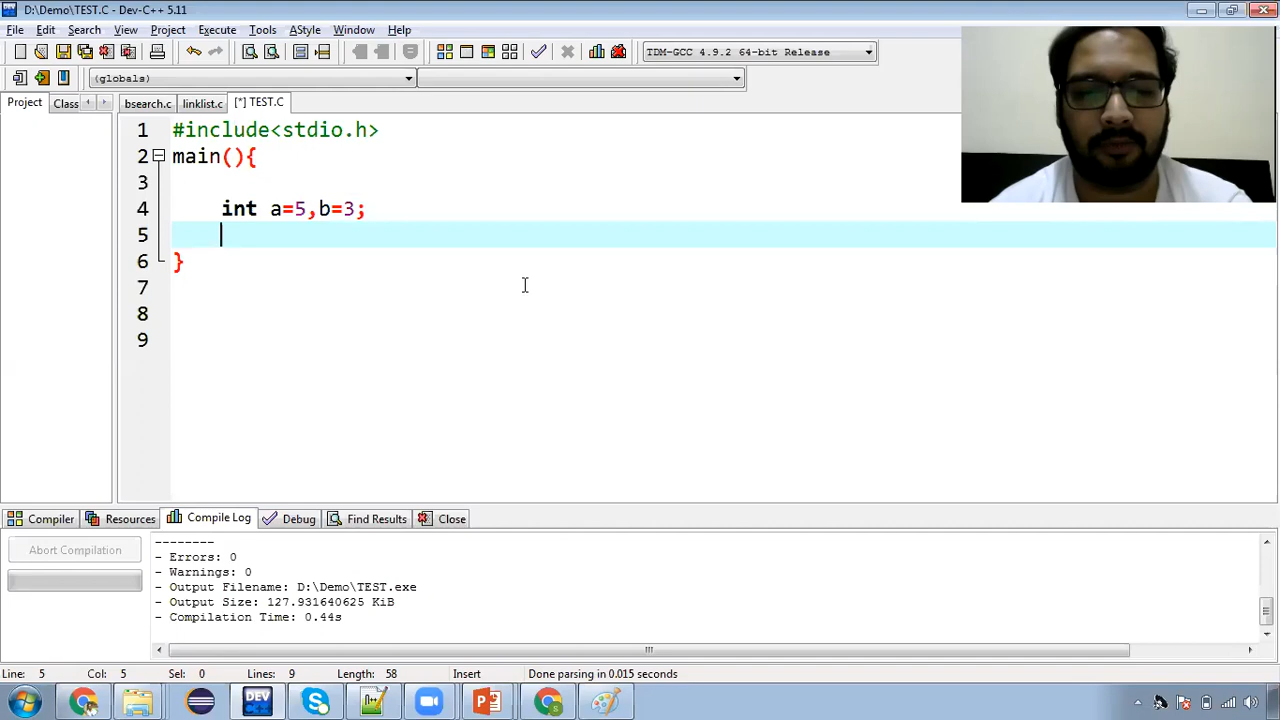 D:\Demo\TEST.C - Dev-C++ 5.11
File Edit Search View Project Execute Tools AStyle Window Help
TDM-GCC 4.9.2 64-bit Release
(globals)
Project Class bsearch.c linklist.c [*] TEST.C
1 #include<stdio.h>
2 main(){
3
4 int a=5,b=3;
5
6 }
7
8
9
Compiler Resources Compile Log Debug Find Results Close
Abort Compilation
--------
- Errors: 0
- Warnings: 0
- Output Filename: D:\Demo\TEST.exe
- Output Size: 127.931640625 KiB
- Compilation Time: 0.44s
Line: 5 Col: 5 Sel: 0 Lines: 9 Length: 58 Insert Done parsing in 0.015 seconds
DEV
C++